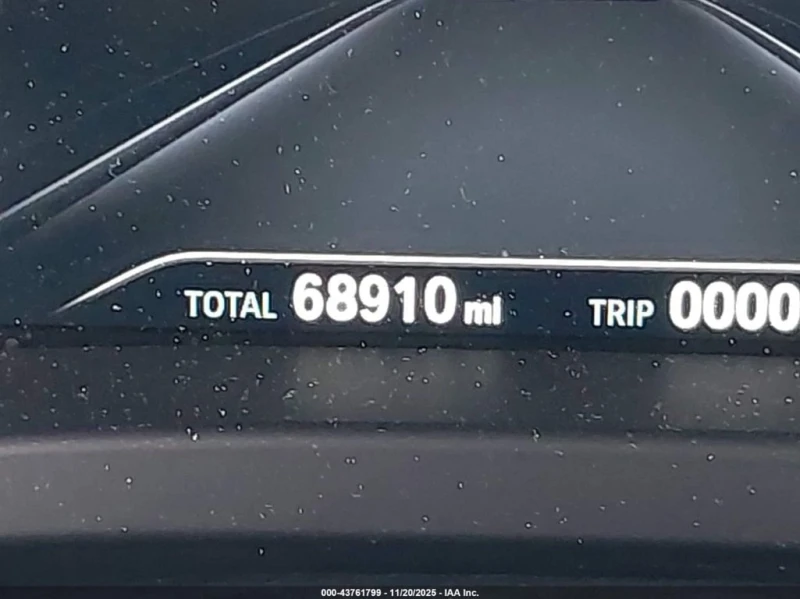 TOTAL 68910 mi TRIP 0000
000-43761799 - 11/20/2025 - IAA Inc.